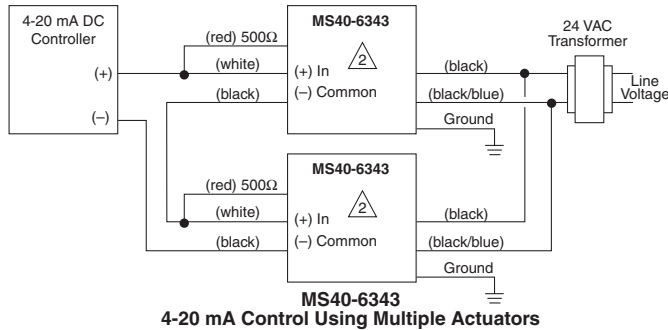 4-20 mA DC
Controller
(+)
(–)
(red) 500Ω
(white)
(black)
MS40-6343
2
(+) In
(–) Common
(black)
(black/blue)
Ground
24 VAC
Transformer
Line
Voltage
(red) 500Ω
(white)
(black)
MS40-6343
2
(+) In
(–) Common
(black)
(black/blue)
Ground
MS40-6343
4-20 mA Control Using Multiple Actuators